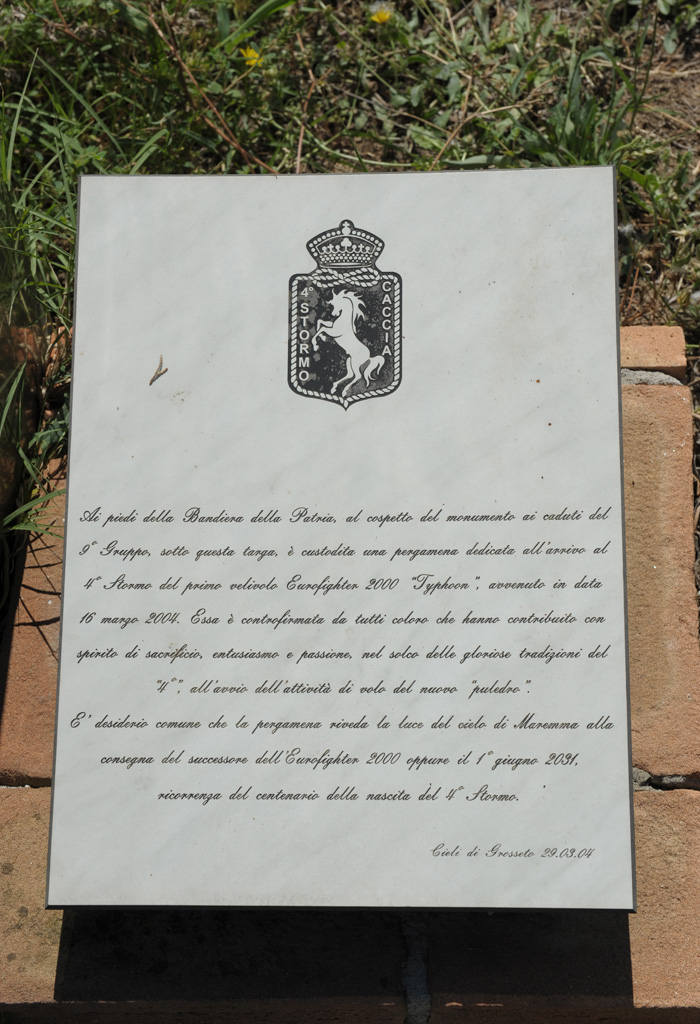 4° STORMO
CACCIA
Ai piedi della Bandiera della Patria, al cospetto del monumento ai caduti del
9° Gruppo, sotto questa targa, è custodita una pergamena dedicata all'arrivo al
4° Stormo del primo velivolo Eurofighter 2000 "Typhoon", avvenuto in data
16 marzo 2004. Essa è controfirmata da tutti coloro che hanno contribuito con
spirito di sacrificio, entusiasmo e passione, nel solco delle gloriose tradizioni del
"4°", all'avvio dell'attività di volo del nuovo "puledro".
E' desiderio comune che la pergamena riveda la luce del cielo di Maremma alla
consegna del successore dell'Eurofighter 2000 oppure il 1° giugno 2031,
ricorrenza del centenario della nascita del 4° Stormo.
Cieli di Grosseto 29.03.04